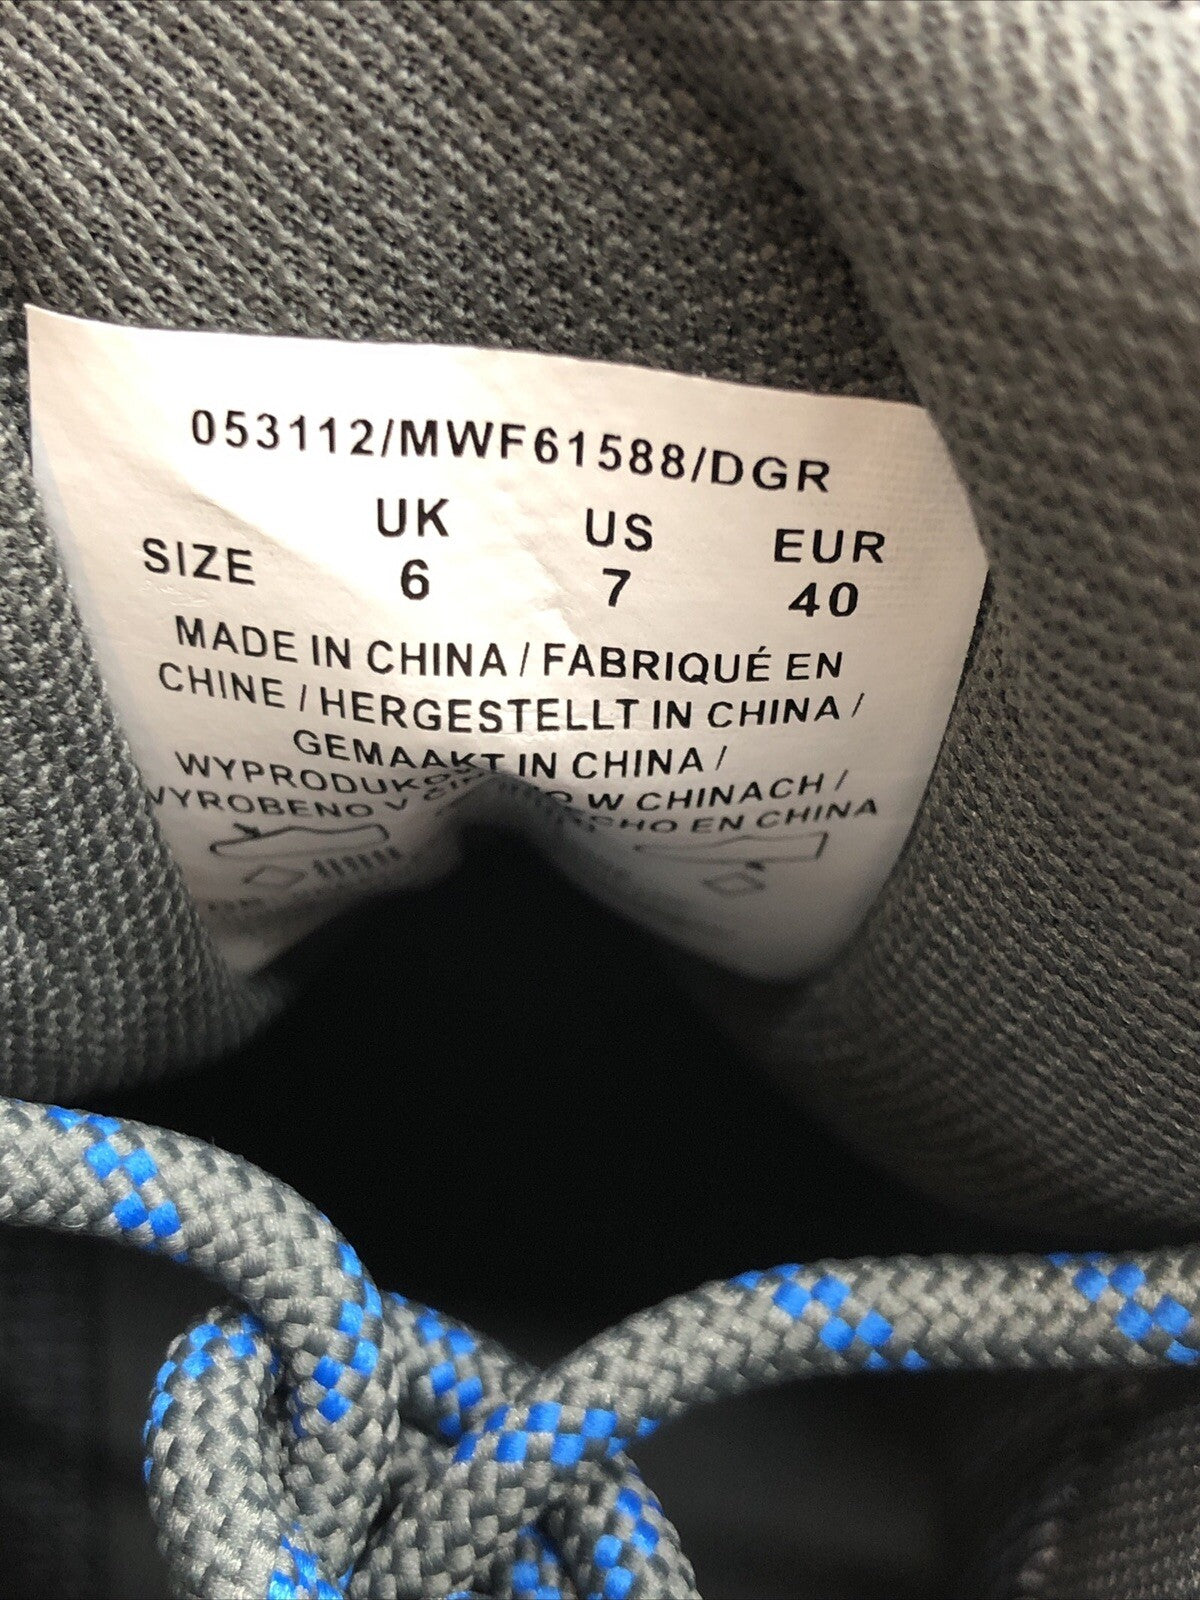 053112/MWF61588/DGR
UK US EUR
SIZE 6 7 40
MADE IN CHINA / FABRIQUÉ EN
CHINE / HERGESTELLT IN CHINA /
GEMAAKT IN CHINA /
W CHINACH /
V EN CHINA